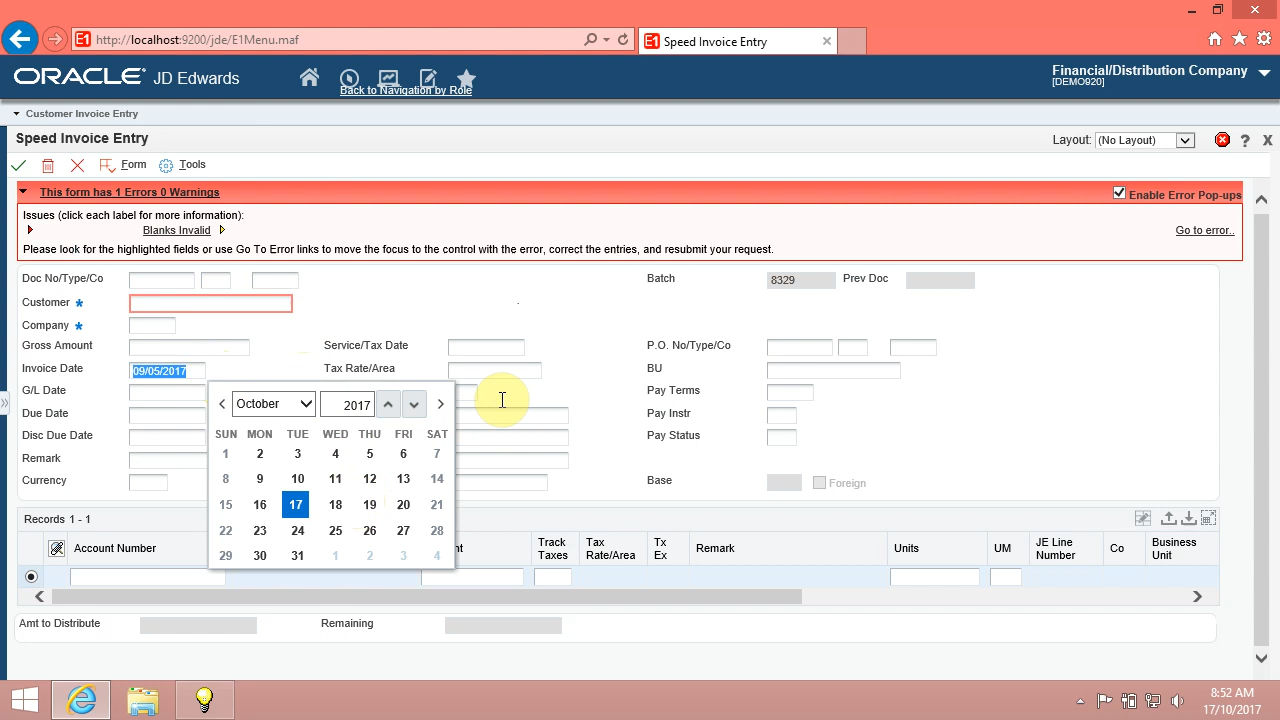 http://localhost:9200/jde/E1Menu.maf
E1 Speed Invoice Entry
ORACLE JD Edwards
Back to Navigation by Role
Financial/Distribution Company
[DEMO920]
Customer Invoice Entry
Speed Invoice Entry
Layout: (No Layout)
Form Tools
This form has 1 Errors 0 Warnings
Enable Error Pop-ups
Issues (click each label for more information):
Blanks Invalid
Go to error..
Please look for the highlighted fields or use Go To Error links to move the focus to the control with the error, correct the entries, and resubmit your request.
Doc No/Type/Co Batch 8329 Prev Doc
Customer *
Company *
Gross Amount Service/Tax Date P.O. No/Type/Co
Invoice Date 09/05/2017 Tax Rate/Area BU
G/L Date Pay Terms
Due Date Pay Instr
Disc Due Date Pay Status
Remark
Currency Base Foreign
October 2017
SUN MON TUE WED THU FRI SAT
1 2 3 4 5 6 7
8 9 10 11 12 13 14
15 16 17 18 19 20 21
22 23 24 25 26 27 28
29 30 31 1 2 3 4
Records 1 - 1
Account Number nt Track Taxes Tax Rate/Area Tx Ex Remark Units UM JE Line Number Co Business Unit
Amt to Distribute Remaining
8:52 AM
17/10/2017